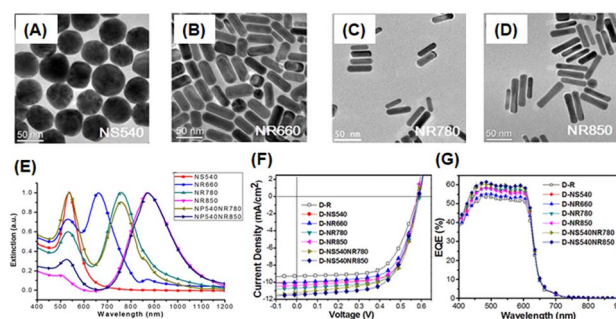 (A)
(B)
(C)
(D)
50 nm
NS540
50 nm
NR660
50 nm
NR780
50 nm
NR850
(E)
NS540
NR660
NR780
NR850
NP540NR780
NP540NR850
Extinction (a.u.)
1.0
0.8
0.6
0.4
0.2
0.0
400 500 600 700 800 900 1000 1100 1200
Wavelength (nm)
(F)
D-R
D-NS540
D-NR660
D-NR780
D-NR850
D-NS540NR780
D-NS540NR850
Current Density (mA/cm2)
2
0
-2
-4
-6
-8
-10
-12
-0.1 0.0 0.1 0.2 0.3 0.4 0.5 0.6
Voltage (V)
(G)
D-R
D-NS540
D-NR660
D-NR780
D-NR850
D-NS540NR780
D-NS540NR850
EQE (%)
80
70
60
50
40
30
20
10
0
400 500 600 700 800 900
Wavelength (nm)